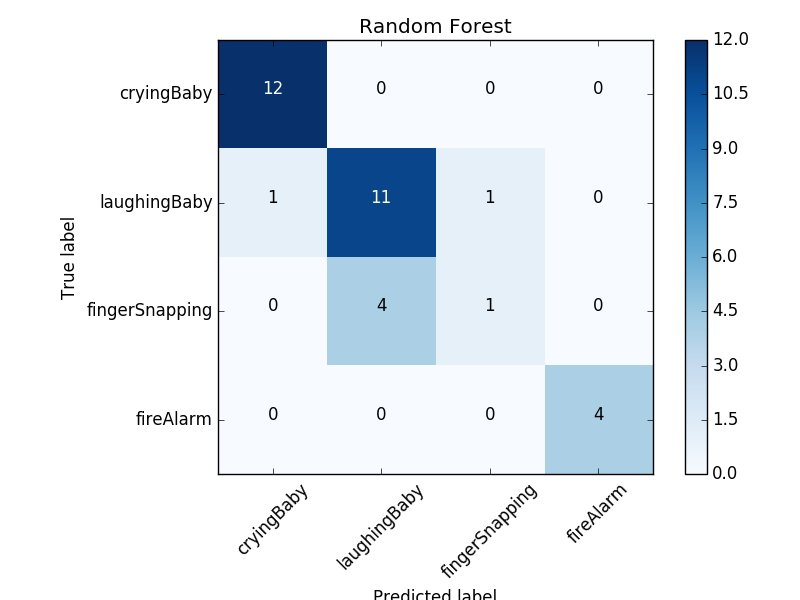 Random Forest
True label
cryingBaby 12 0 0 0
laughingBaby 1 11 1 0
fingerSnapping 0 4 1 0
fireAlarm 0 0 0 4
cryingBaby laughingBaby fingerSnapping fireAlarm
Predicted label
12.0
10.5
9.0
7.5
6.0
4.5
3.0
1.5
0.0